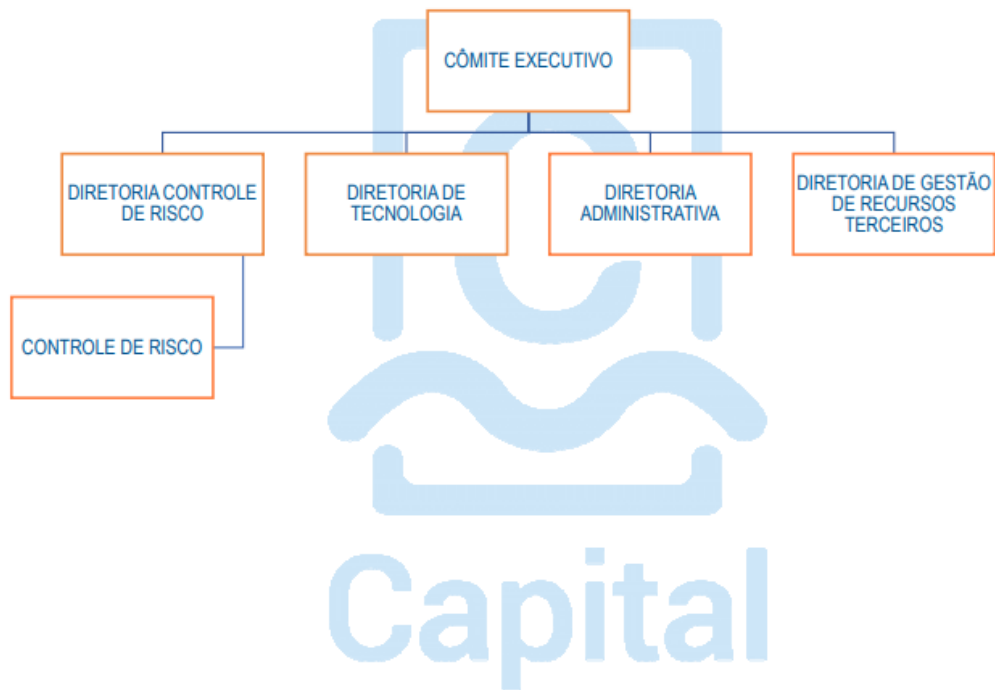 CÔMITE EXECUTIVO
DIRETORIA CONTROLE
DE RISCO
DIRETORIA DE
TECNOLOGIA
DIRETORIA
ADMINISTRATIVA
DIRETORIA DE GESTÃO
DE RECURSOS
TERCEIROS
CONTROLE DE RISCO
Capital